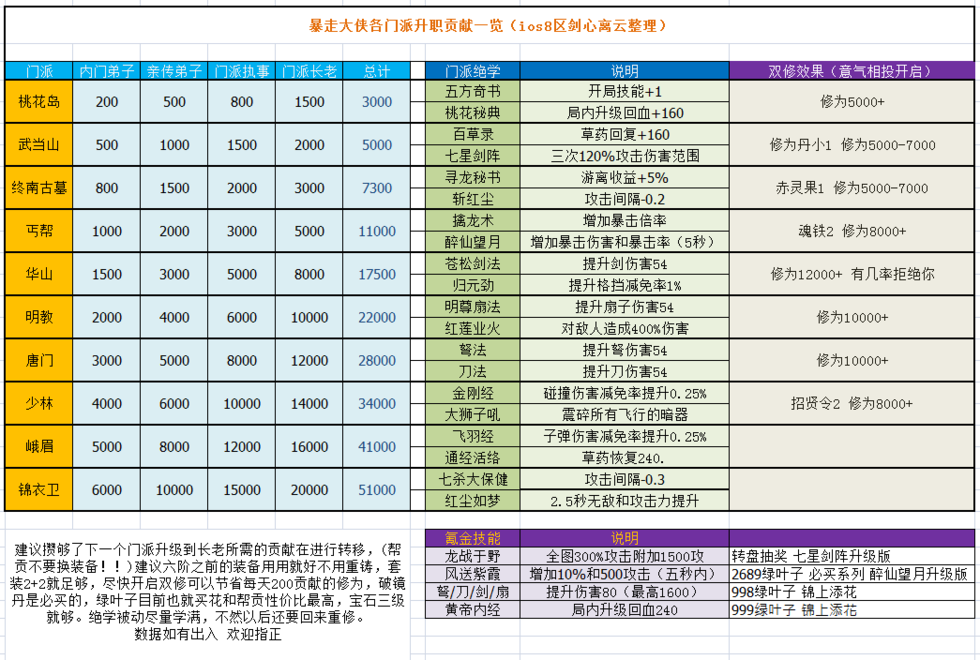 暴走大侠各门派升职贡献一览（ios8区剑心离云整理）
门派 内门弟子 亲传弟子 门派执事 门派长老 总计 门派绝学 说明 双修效果（意气相投开启）
桃花岛 200 500 800 1500 3000 五方奇书 开局技能+1 修为5000+
桃花秘典 局内升级回血+160
武当山 500 1000 1500 2000 5000 百草录 草药回复+160 修为丹小1 修为5000-7000
七星剑阵 三次120%攻击伤害范围
终南古墓 800 1500 2000 3000 7300 寻龙秘书 游离收益+5% 赤灵果1 修为5000-7000
斩红尘 攻击间隔-0.2
丐帮 1000 2000 3000 5000 11000 擒龙术 增加暴击倍率 魂铁2 修为8000+
醉仙望月 增加暴击伤害和暴击率（5秒）
华山 1500 3000 5000 8000 17500 苍松剑法 提升剑伤害54 修为12000+ 有几率拒绝你
归元劲 提升格挡减免率1%
明教 2000 4000 6000 10000 22000 明尊扇法 提升扇子伤害54 修为10000+
红莲业火 对敌人造成400%伤害
唐门 3000 5000 8000 12000 28000 弩法 提升弩伤害54 修为10000+
刀法 提升刀伤害54
少林 4000 6000 10000 14000 34000 金刚经 碰撞伤害减免率提升0.25% 招贤令2 修为8000+
大狮子吼 震碎所有飞行的暗器
峨眉 5000 8000 12000 16000 41000 飞羽经 子弹伤害减免率提升0.25%
通经活络 草药恢复240.
锦衣卫 6000 10000 15000 20000 51000 七杀大保健 攻击间隔-0.3
红尘如梦 2.5秒无敌和攻击力提升
建议攒够了下一个门派升级到长老所需的贡献在进行转移，(帮
贡不要换装备！！)建议六阶之前的装备用用就好不用重铸，套
装2+2就足够，尽快开启双修可以节省每天200贡献的修为，破镜
丹是必买的，绿叶子目前也就买花和帮贡性价比最高，宝石三级
就够。绝学被动尽量学满，不然以后还要回来重修。
数据如有出入 欢迎指正
氪金技能 说明
龙战于野 全图300%攻击附加1500攻 转盘抽奖 七星剑阵升级版
风送紫霞 增加10%和500攻击（五秒内） 2689绿叶子 必买系列 醉仙望月升级版
弩/刀/剑/扇 提升伤害80（最高1600） 998绿叶子 锦上添花
黄帝内经 局内升级回血240 999绿叶子 锦上添花